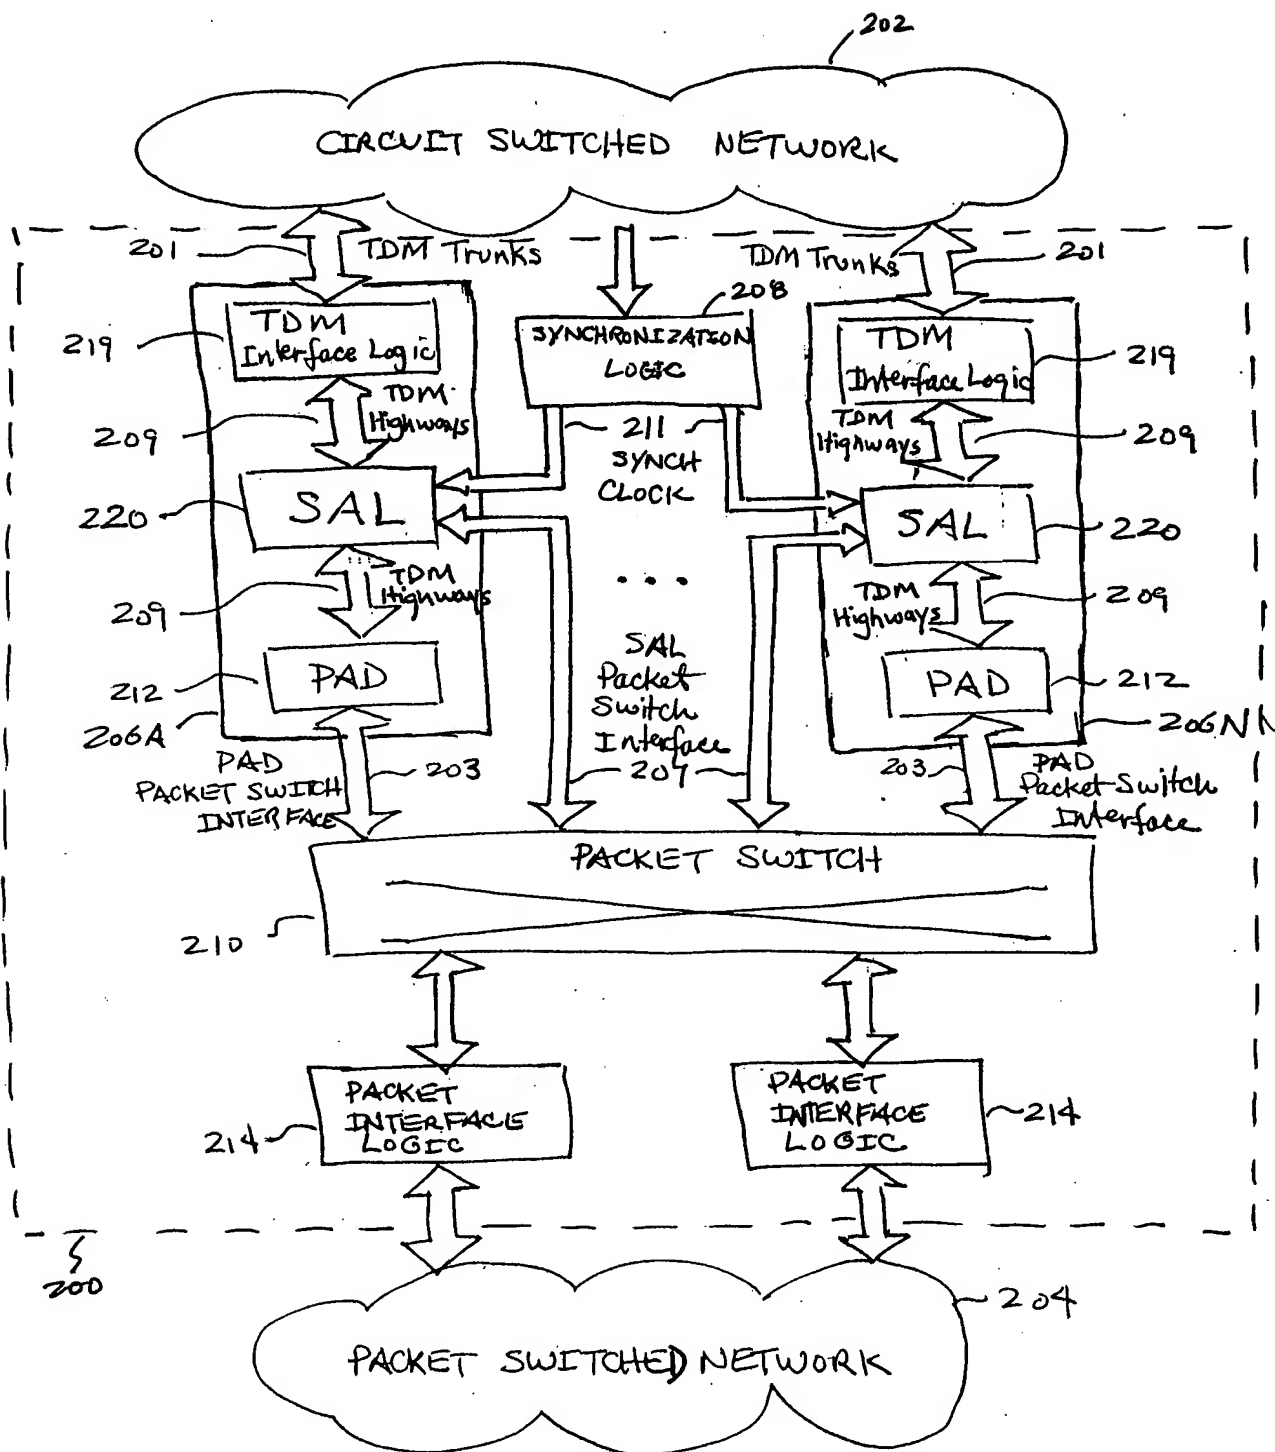 202
CIRCUIT SWITCHED NETWORK
201
TDM Trunks
TDM Trunks
201
208
219
TDM
Interface Logic
SYNCHRONIZATION
LOGIC
TDM
Interface Logic
219
209
TDM
Highways
211
SYNCH
CLOCK
TDM
Highways
209
220
SAL
SAL
220
...
209
TDM
Highways
TDM
Highways
209
SAL
Packet
Switch
Interface
207
212
PAD
PAD
212
206A
206N
PAD
PACKET SWITCH
INTERFACE
203
203
PAD
Packet Switch
Interface
PACKET SWITCH
210
PACKET
INTERFACE
LOGIC
214
PACKET
INTERFACE
LOGIC
214
200
204
PACKET SWITCHED NETWORK